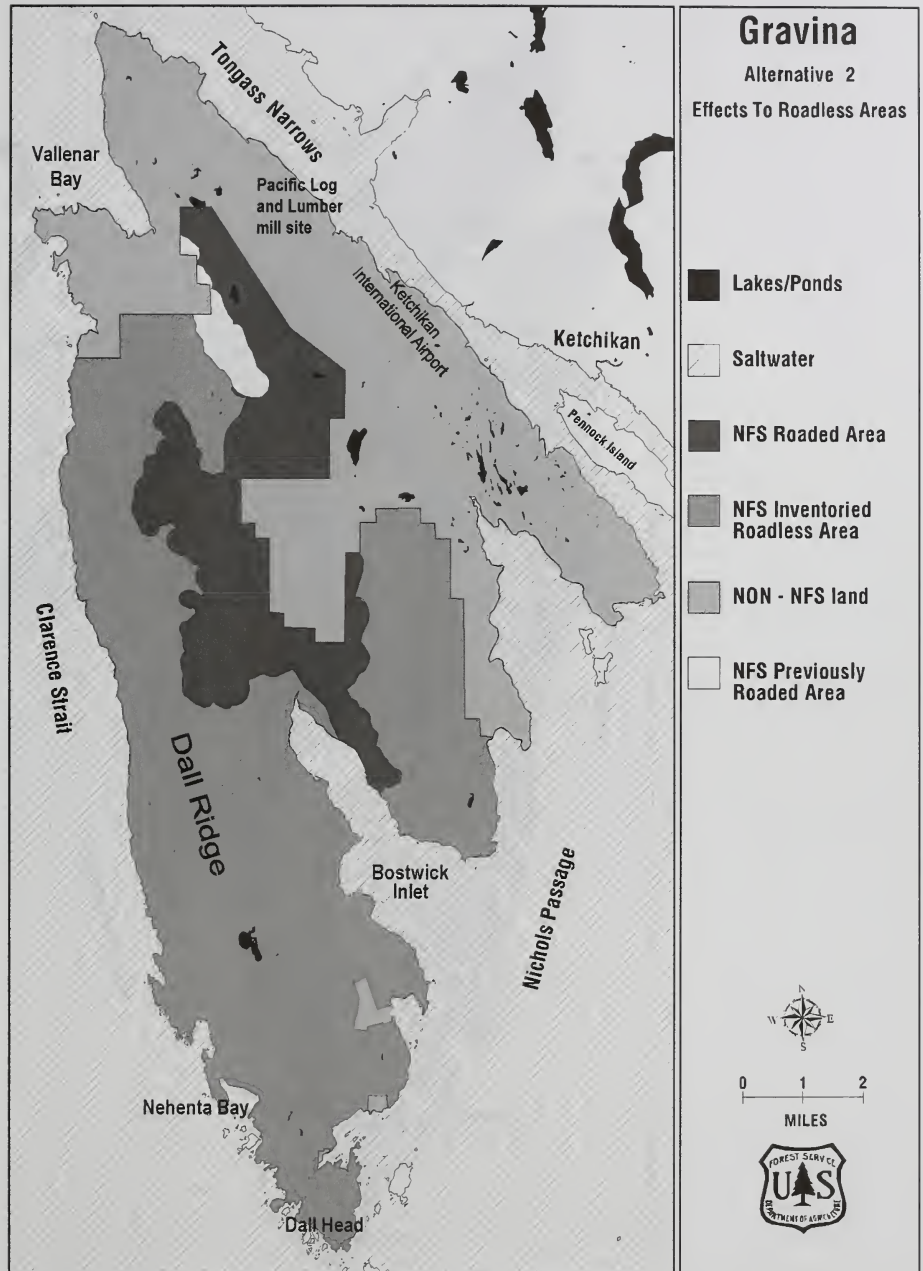 Gravina
Alternative 2
Effects To Roadless Areas
Lakes/Ponds
Saltwater
NFS Roaded Area
NFS Inventoried
Roadless Area
NON - NFS land
NFS Previously
Roaded Area
N
W
E
S
0 1 2
MILES
FOREST SERVICE
U S
DEPARTMENT OF AGRICULTURE
Tongass Narrows
Vallenar
Bay
Pacific Log
and Lumber
mill site
Ketchikan
International Airport
Ketchikan
Pennock Island
Clarence Strait
Dall Ridge
Bostwick
Inlet
Nichols Passage
Nehenta Bay
Dall Head